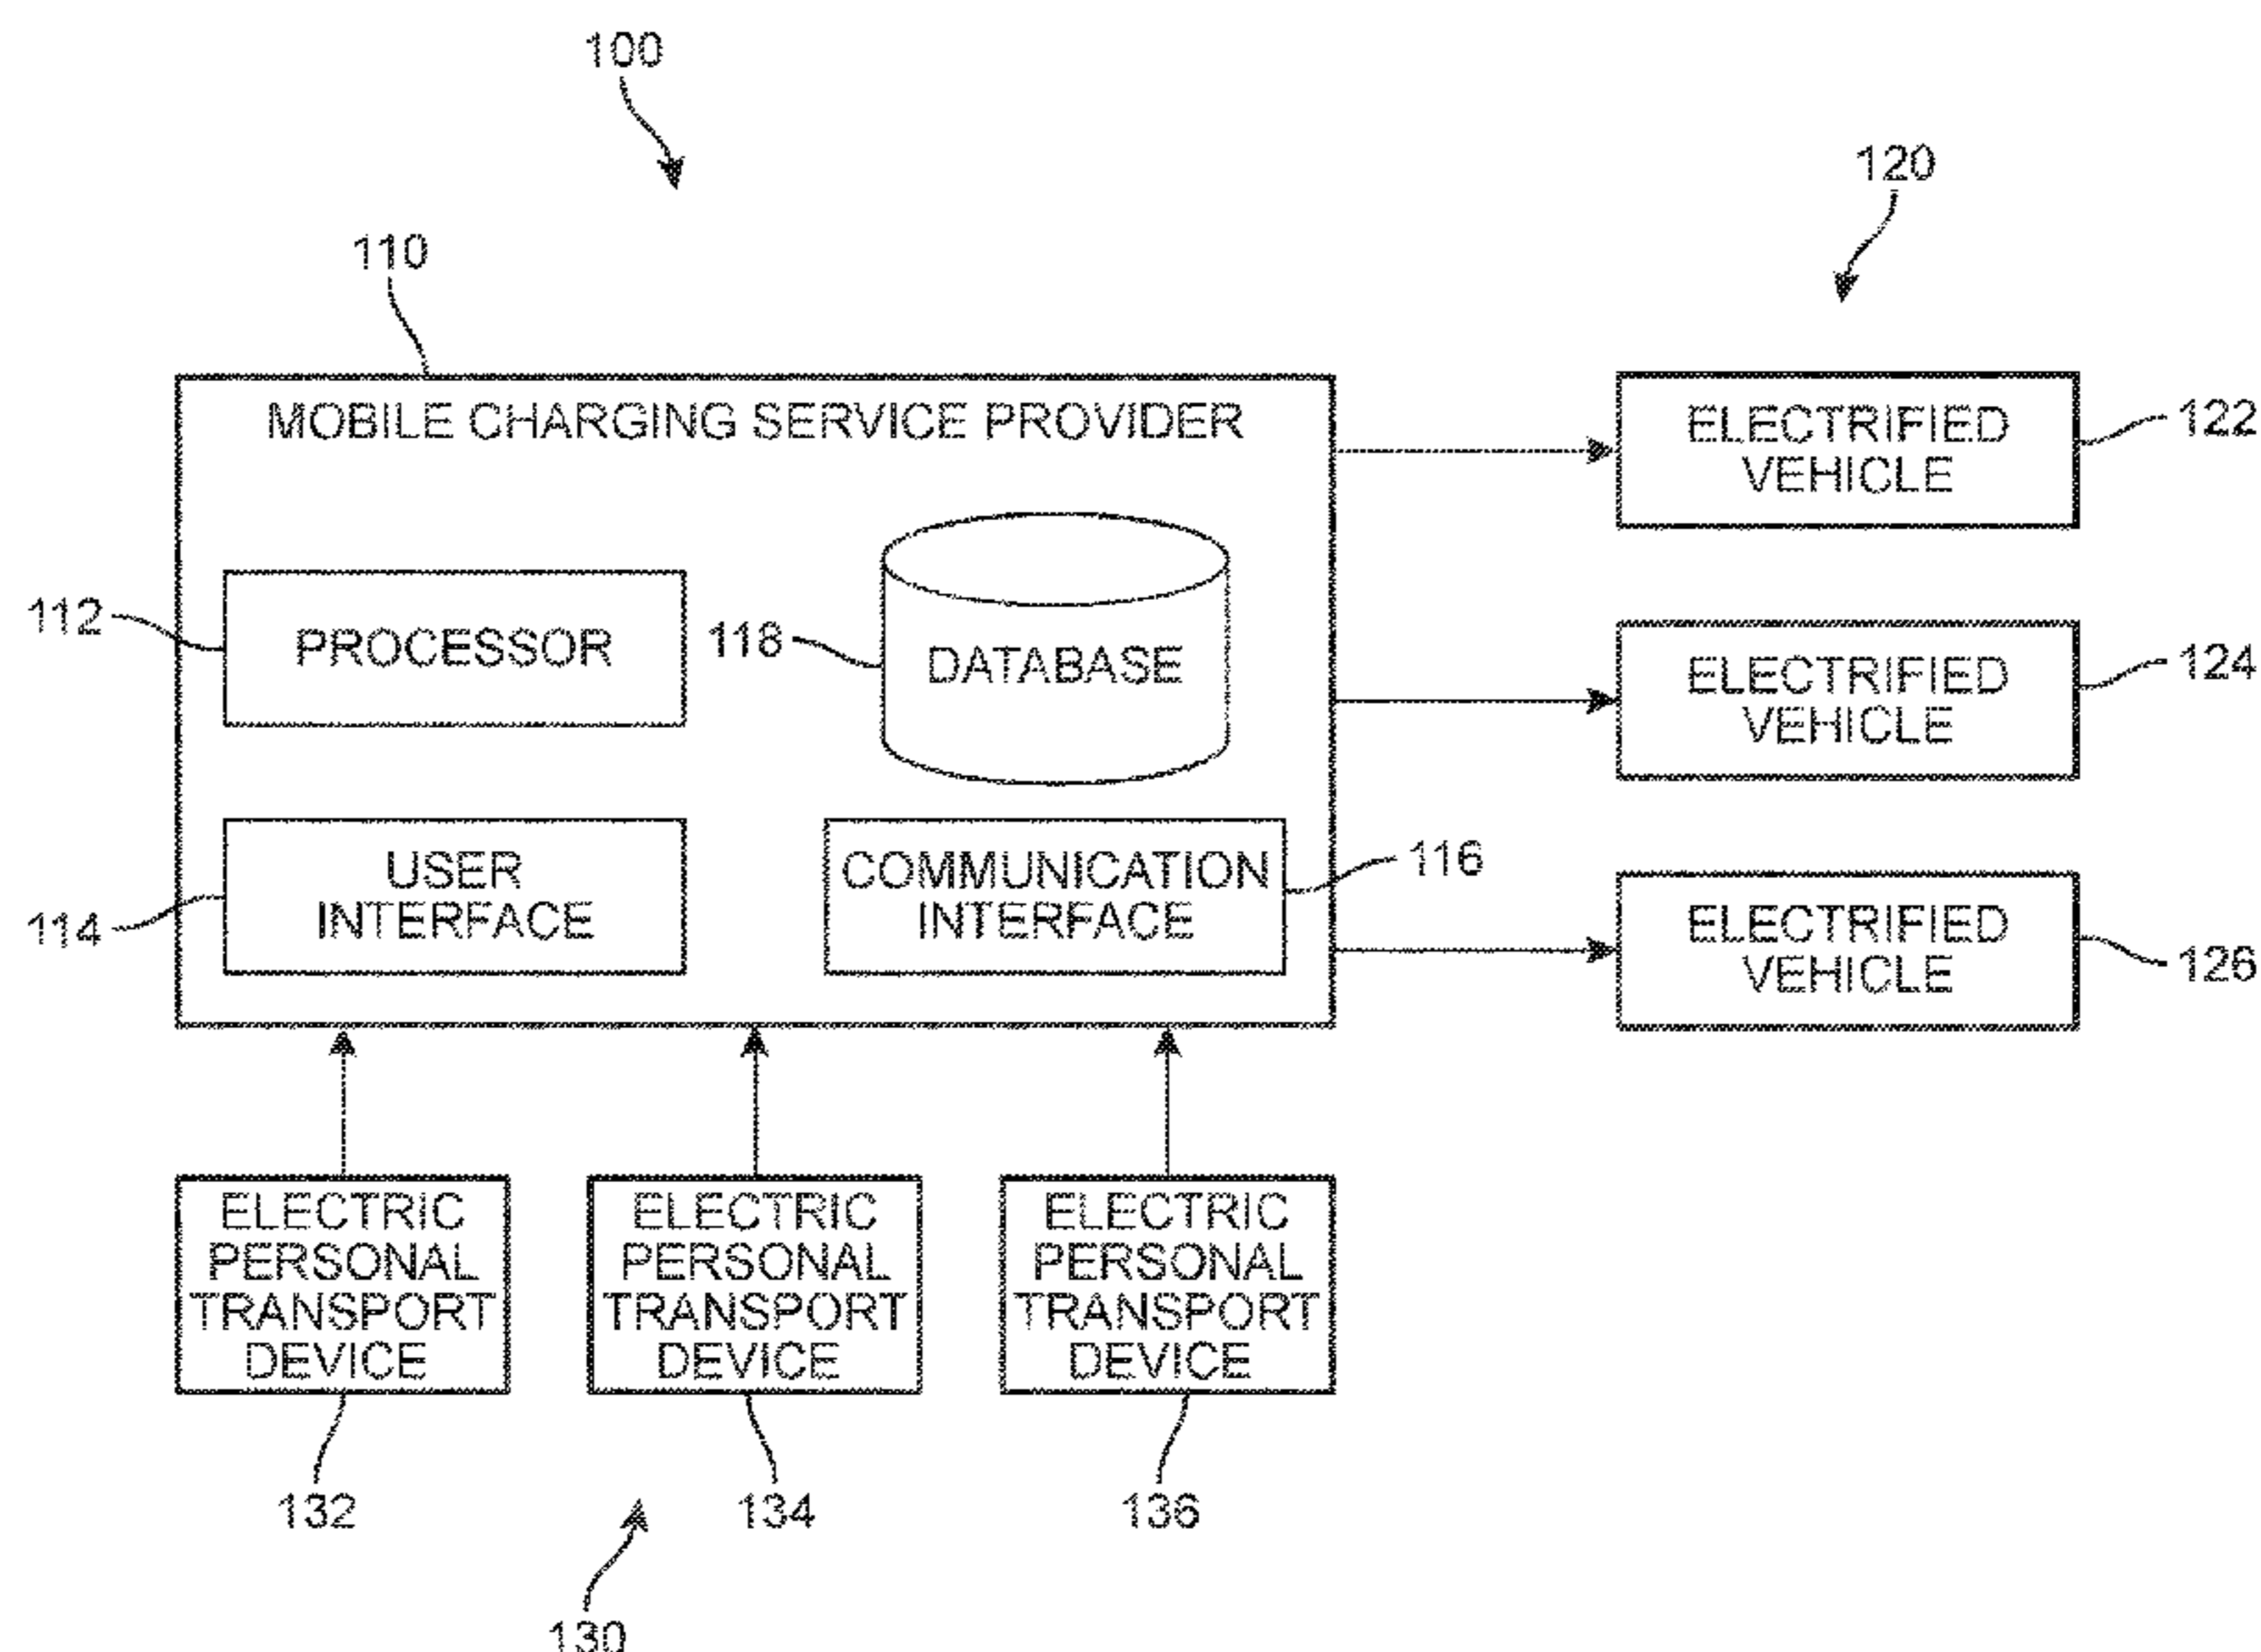 100
120
110
MOBILE CHARGING SERVICE PROVIDER
ELECTRIFIED
VEHICLE
122
112
PROCESSOR
118
DATABASE
ELECTRIFIED
VEHICLE
124
114
USER
INTERFACE
COMMUNICATION
INTERFACE
116
ELECTRIFIED
VEHICLE
126
ELECTRIC
PERSONAL
TRANSPORT
DEVICE
ELECTRIC
PERSONAL
TRANSPORT
DEVICE
ELECTRIC
PERSONAL
TRANSPORT
DEVICE
132
134
136
130